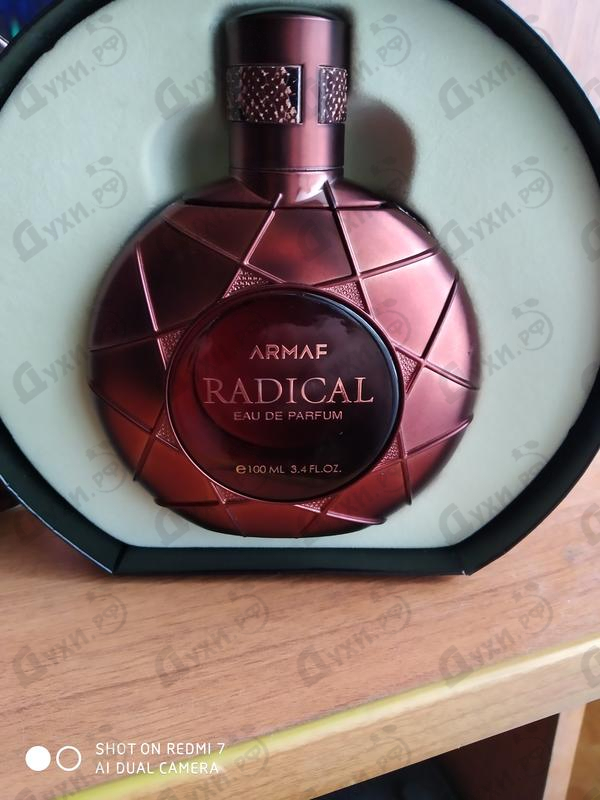 ARMAF
RADICAL
EAU DE PARFUM
e 100 ML 3.4 FL.OZ.
SHOT ON REDMI 7
AI DUAL CAMERA
Духи.рф